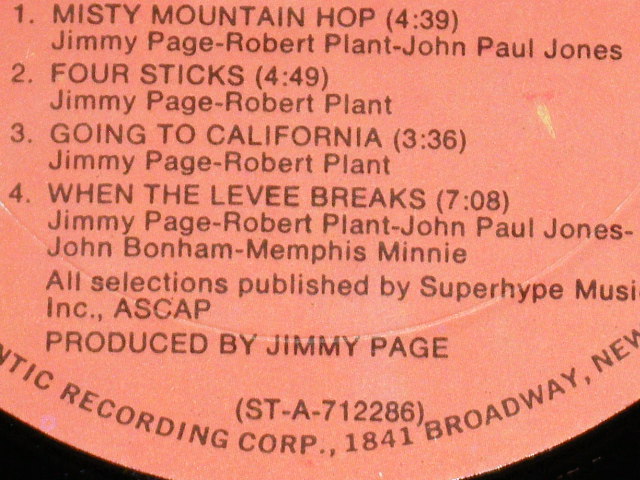 1. MISTY MOUNTAIN HOP (4:39)
Jimmy Page-Robert Plant-John Paul Jones
2. FOUR STICKS (4:49)
Jimmy Page-Robert Plant
3. GOING TO CALIFORNIA (3:36)
Jimmy Page-Robert Plant
4. WHEN THE LEVEE BREAKS (7:08)
Jimmy Page-Robert Plant-John Paul Jones-
John Bonham-Memphis Minnie
All selections published by Superhype Musi
Inc., ASCAP
PRODUCED BY JIMMY PAGE
(ST-A-712286)
NTIC RECORDING CORP., 1841 BROADWAY, NEW